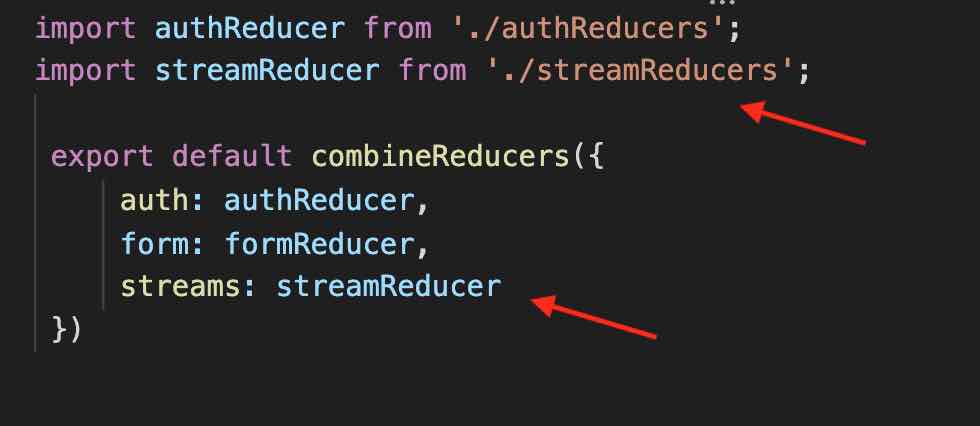 import authReducer from './authReducers';
import streamReducer from './streamReducers';
export default combineReducers({
auth: authReducer,
form: formReducer,
streams: streamReducer
})